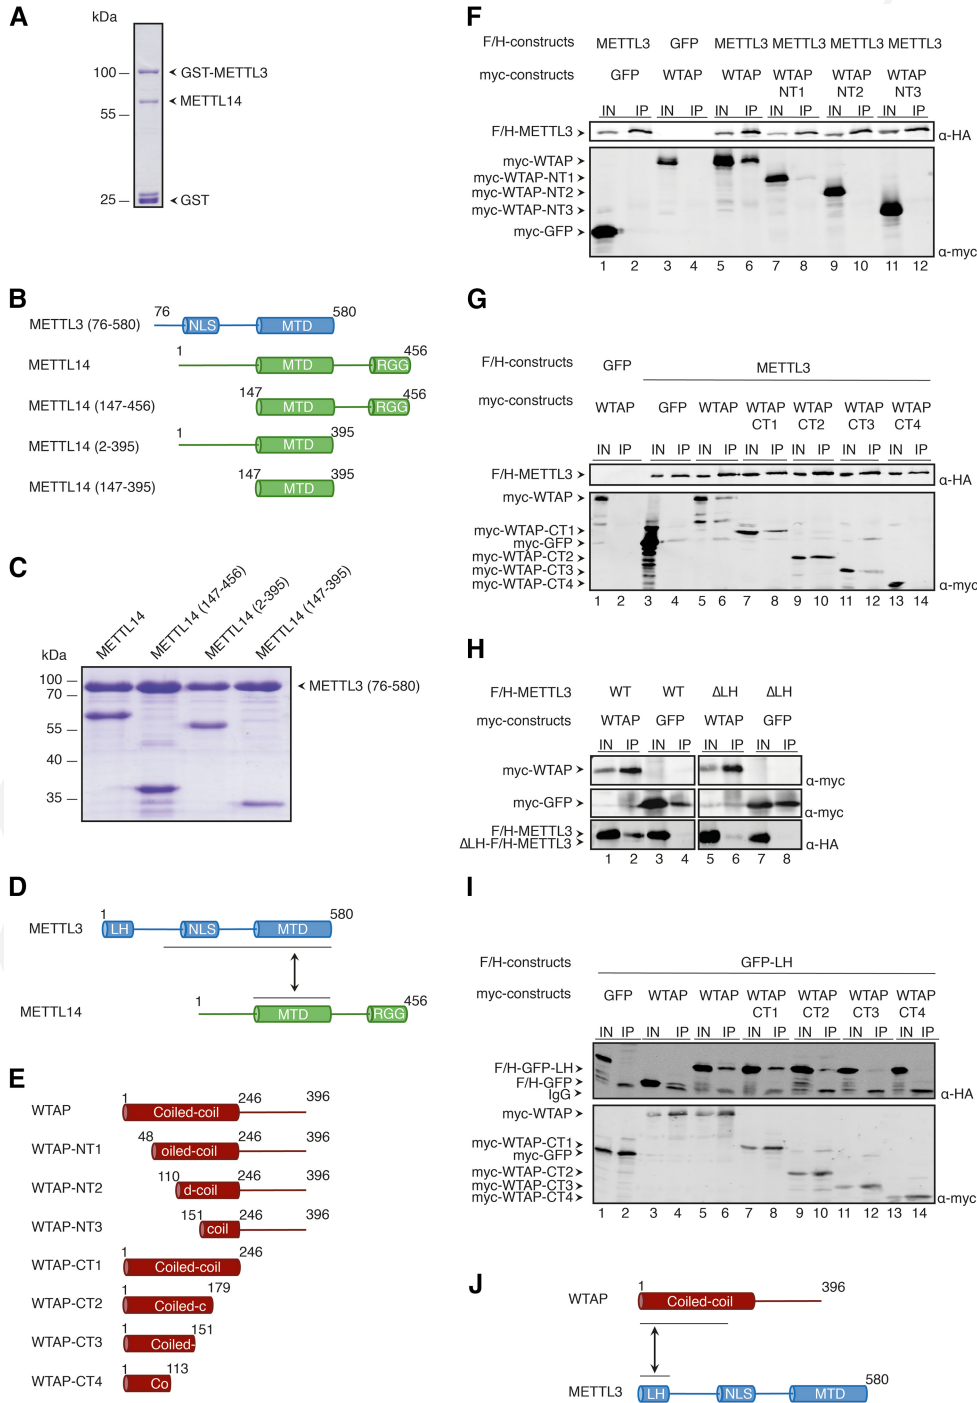 A
kDa
100
GST-METTL3
METTL14
55
25
GST
B
76 580
METTL3 (76-580) NLS MTD
1 456
METTL14 MTD RGG
147 456
METTL14 (147-456) MTD RGG
1 395
METTL14 (2-395) MTD
147 395
METTL14 (147-395) MTD
C
METTL14 METTL14 (147-456) METTL14 (2-395) METTL14 (147-395)
kDa
100
METTL3 (76-580)
70
55
40
35
D
1 580
METTL3 LH NLS MTD
1 456
METTL14 MTD RGG
E
1 246 396
WTAP Coiled-coil
48 246 396
WTAP-NT1 oiled-coil
110 246 396
WTAP-NT2 d-coil
151 246 396
WTAP-NT3 coil
1 246
WTAP-CT1 Coiled-coil
1 179
WTAP-CT2 Coiled-c
1 151
WTAP-CT3 Coiled-
1 113
WTAP-CT4 Co
F
F/H-constructs METTL3 GFP METTL3 METTL3 METTL3 METTL3
myc-constructs GFP WTAP WTAP WTAP WTAP WTAP
NT1 NT2 NT3
IN IP IN IP IN IP IN IP IN IP IN IP
F/H-METTL3 α-HA
myc-WTAP
myc-WTAP-NT1
myc-WTAP-NT2
myc-WTAP-NT3
myc-GFP
α-myc
1 2 3 4 5 6 7 8 9 10 11 12
G
F/H-constructs GFP METTL3
myc-constructs WTAP GFP WTAP WTAP WTAP WTAP WTAP
CT1 CT2 CT3 CT4
IN IP IN IP IN IP IN IP IN IP IN IP IN IP
F/H-METTL3 α-HA
myc-WTAP
myc-WTAP-CT1
myc-GFP
myc-WTAP-CT2
myc-WTAP-CT3
myc-WTAP-CT4 α-myc
1 2 3 4 5 6 7 8 9 10 11 12 13 14
H
F/H-METTL3 WT WT ΔLH ΔLH
myc-constructs WTAP GFP WTAP GFP
IN IP IN IP IN IP IN IP
myc-WTAP α-myc
myc-GFP α-myc
F/H-METTL3
ΔLH-F/H-METTL3 α-HA
1 2 3 4 5 6 7 8
I
F/H-constructs GFP-LH
myc-constructs GFP WTAP WTAP WTAP WTAP WTAP WTAP
CT1 CT2 CT3 CT4
IN IP IN IP IN IP IN IP IN IP IN IP IN IP
F/H-GFP-LH
F/H-GFP
IgG α-HA
myc-WTAP
myc-WTAP-CT1
myc-GFP
myc-WTAP-CT2
myc-WTAP-CT3
myc-WTAP-CT4 α-myc
1 2 3 4 5 6 7 8 9 10 11 12 13 14
J
1 396
WTAP Coiled-coil
580
METTL3 LH NLS MTD